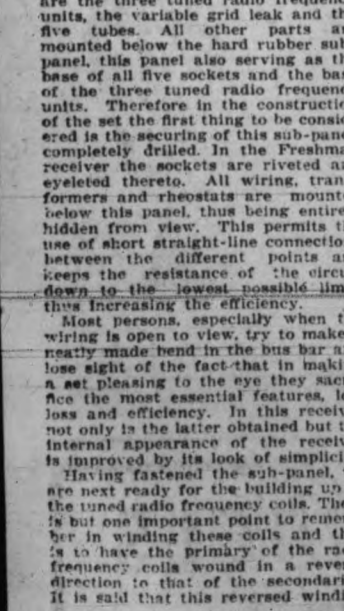 are the three tuned radio frequenc
units, the variable grid leak and th
five tubes. All other parts a
mounted below the hard rubber sub
panel, this panel also serving as th
base of all five sockets and the bas
of the three tuned radio frequenc
units. Therefore in the constructio
of the set the first thing to be consid
ered is the securing of this sub-pane
completely drilled. In the Freshma
receiver the sockets are riveted a
eyeleted thereto. All wiring, tran
formers and rheostats are mount
below this panel, thus being entire
hidden from view. This permits t
use of short straight-line connectio
between the different points a
keeps the resistance of the circu
down to the lowest possible lim
thus increasing the efficiency.
Most persons, especially when t
wiring is open to view, try to make
neatly made bend in the bus bar a
lose sight of the fact that in maki
a set pleasing to the eye they sacr
fice the most essential features, lo
loss and efficiency. In this receiv
not only is the latter obtained but t
internal appearance of the receiv
is improved by its look of simplici
Having fastened the sub-panel,
are next ready for the building up
the tuned radio frequency coils. The
is but one important point to reme
ber in winding these coils and th
is to have the primary of the rad
frequency coils wound in a rever
direction to that of the secondari
It is said that this reversed windi